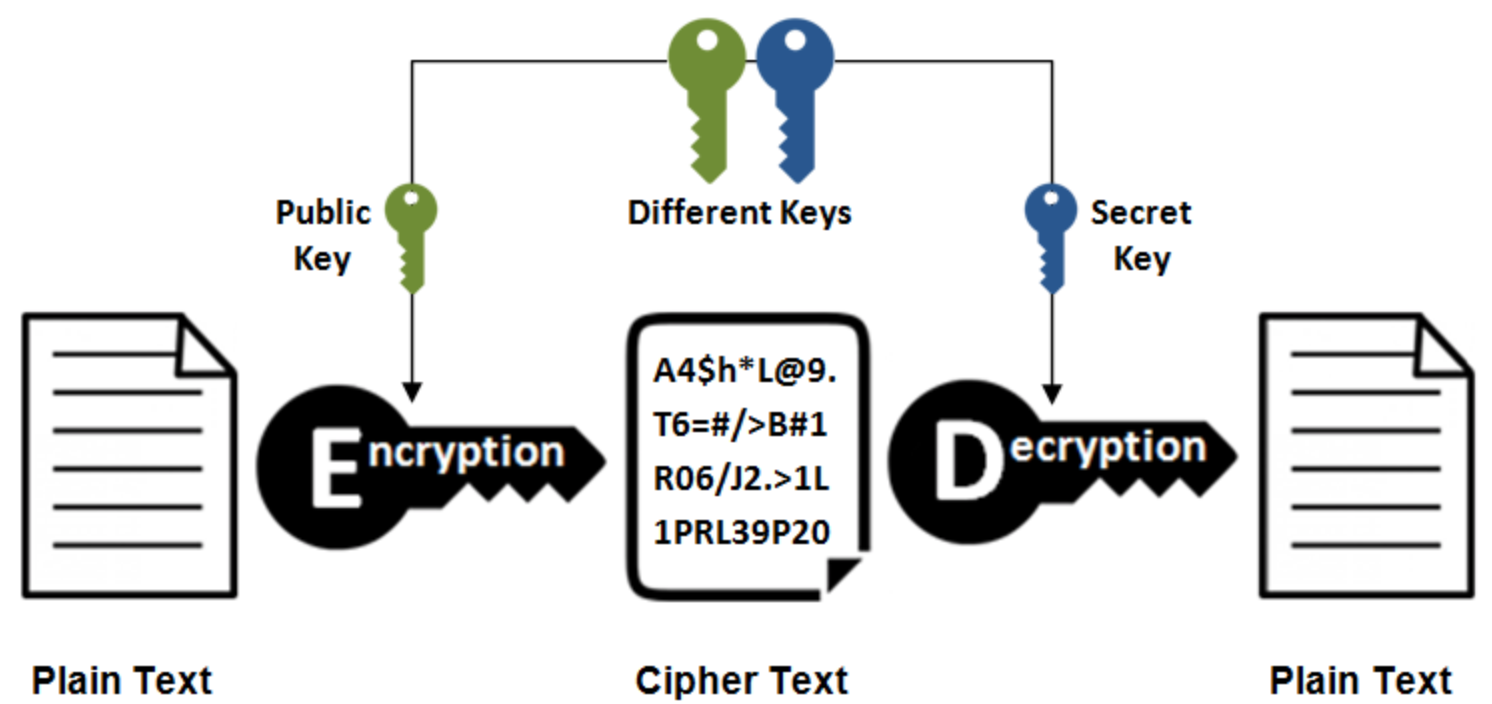 Public
Key
Different Keys
Secret
Key
Encryption
A4$h*L@9.
T6=#/>B#1
R06/J2.>1L
1PRL39P20
Decryption
Plain Text
Cipher Text
Plain Text